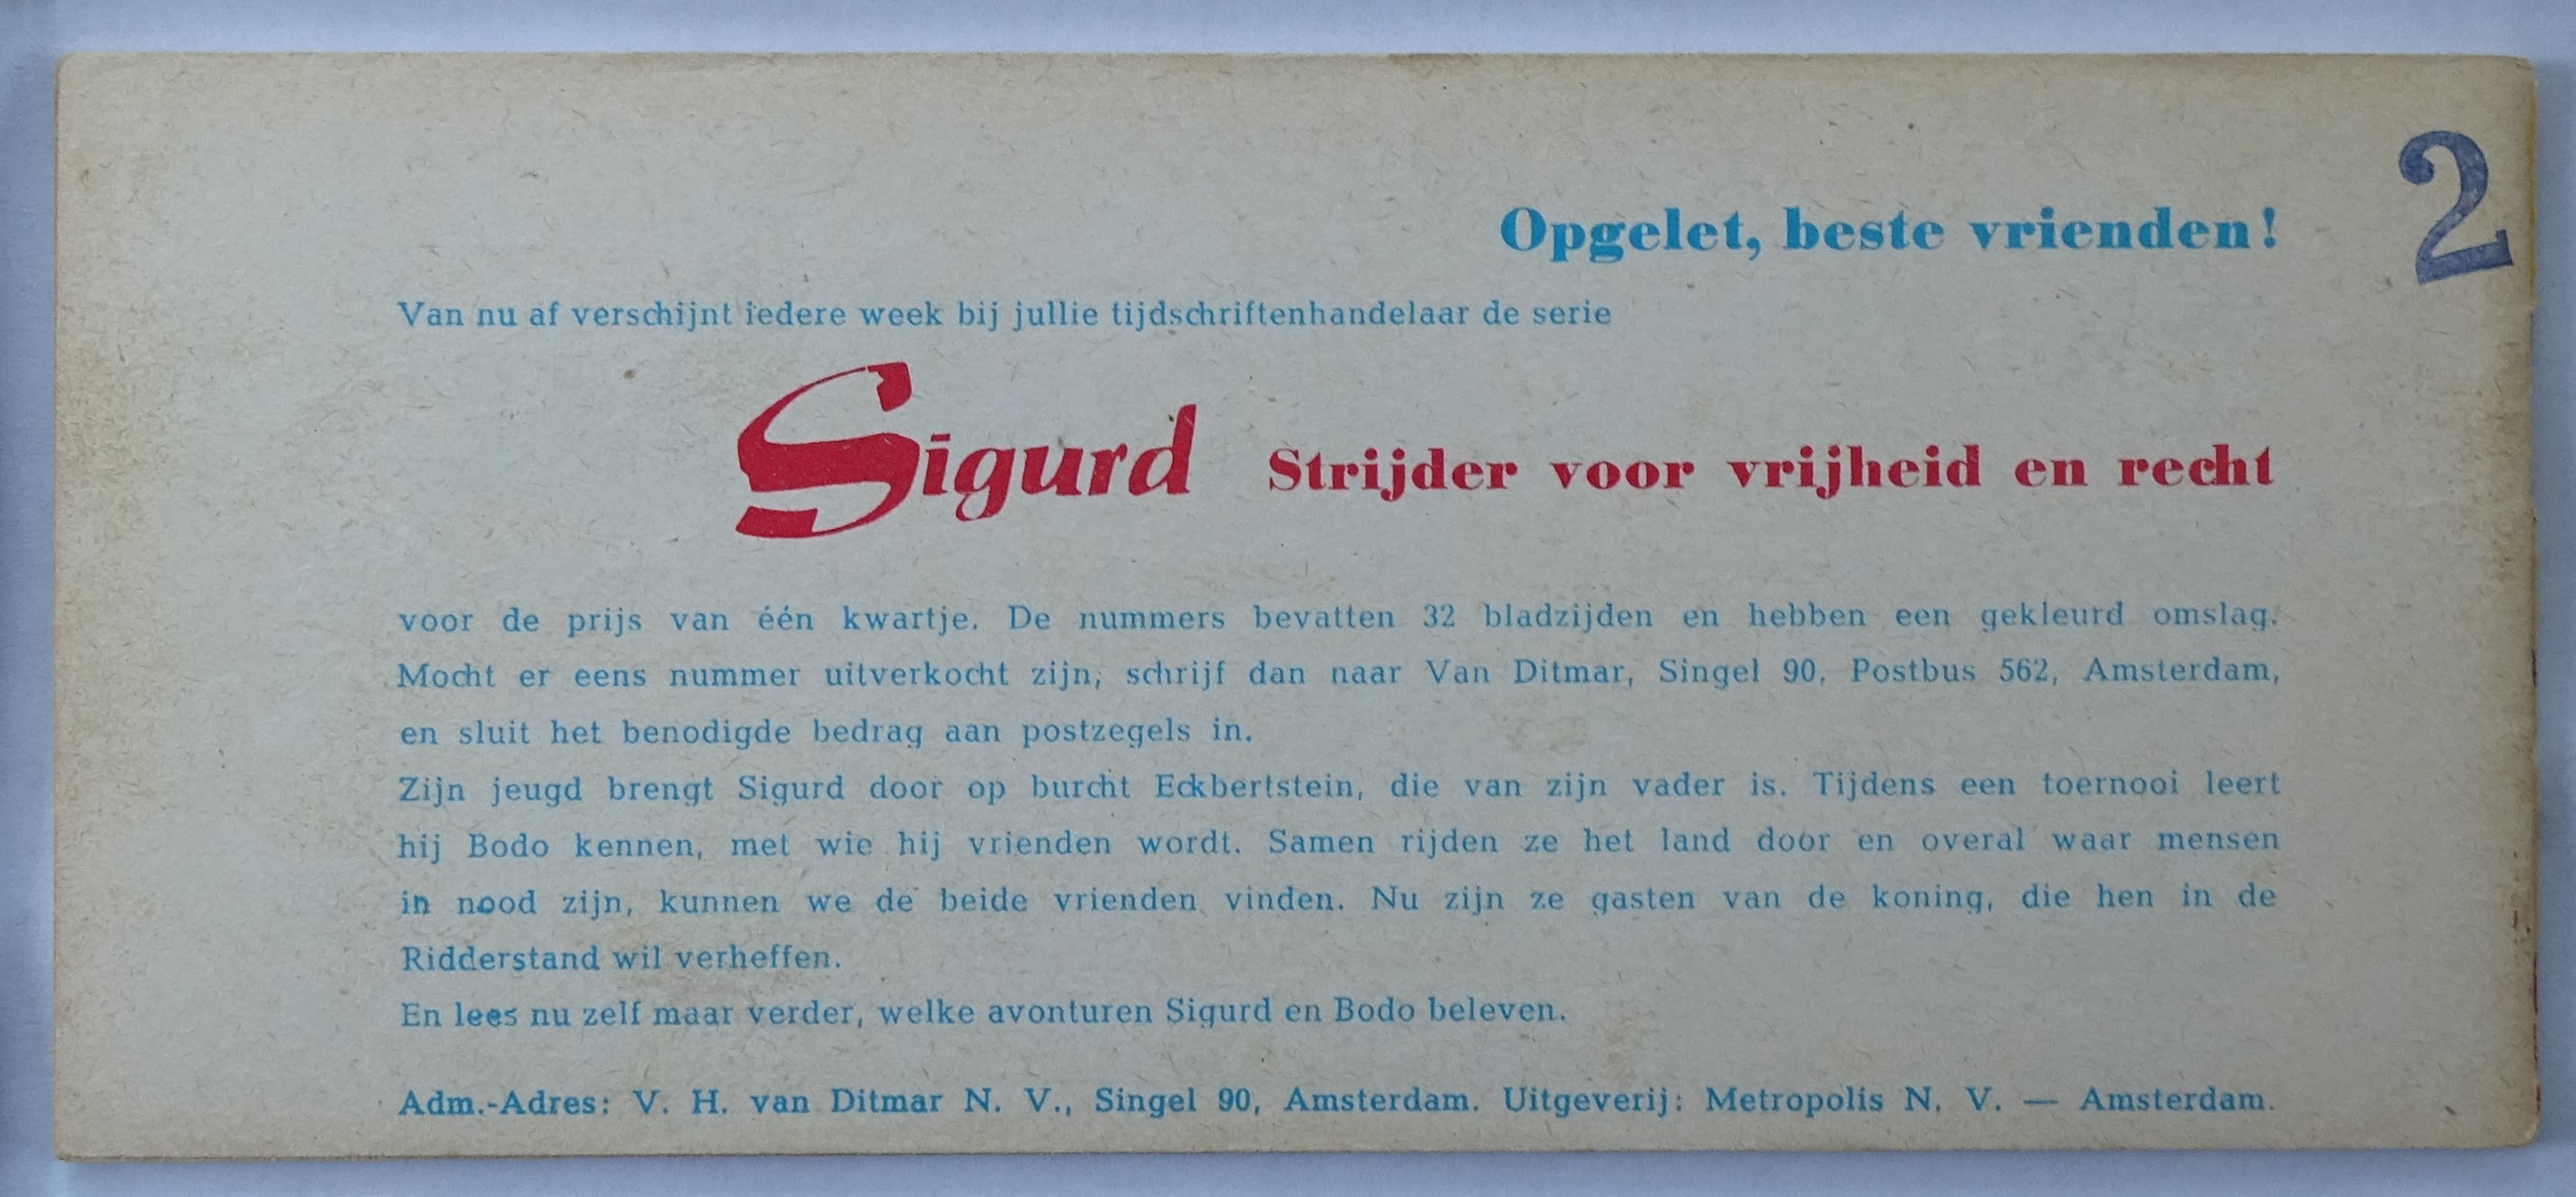 Opgelet, beste vrienden!
2
Van nu af verschijnt iedere week bij jullie tijdschriftenhandelaar de serie
Sigurd Strijder voor vrijheid en recht
voor de prijs van één kwartje. De nummers bevatten 32 bladzijden en hebben een gekleurd omslag.
Mocht er eens nummer uitverkocht zijn, schrijf dan naar Van Ditmar, Singel 90, Postbus 562, Amsterdam,
en sluit het benodigde bedrag aan postzegels in.
Zijn jeugd brengt Sigurd door op burcht Eckbertstein, die van zijn vader is. Tijdens een toernooi leert
hij Bodo kennen, met wie hij vrienden wordt. Samen rijden ze het land door en overal waar mensen
in nood zijn, kunnen we de beide vrienden vinden. Nu zijn ze gasten van de koning, die hen in de
Ridderstand wil verheffen.
En lees nu zelf maar verder, welke avonturen Sigurd en Bodo beleven.
Adm.-Adres: V. H. van Ditmar N. V., Singel 90, Amsterdam. Uitgeverij: Metropolis N. V. — Amsterdam.